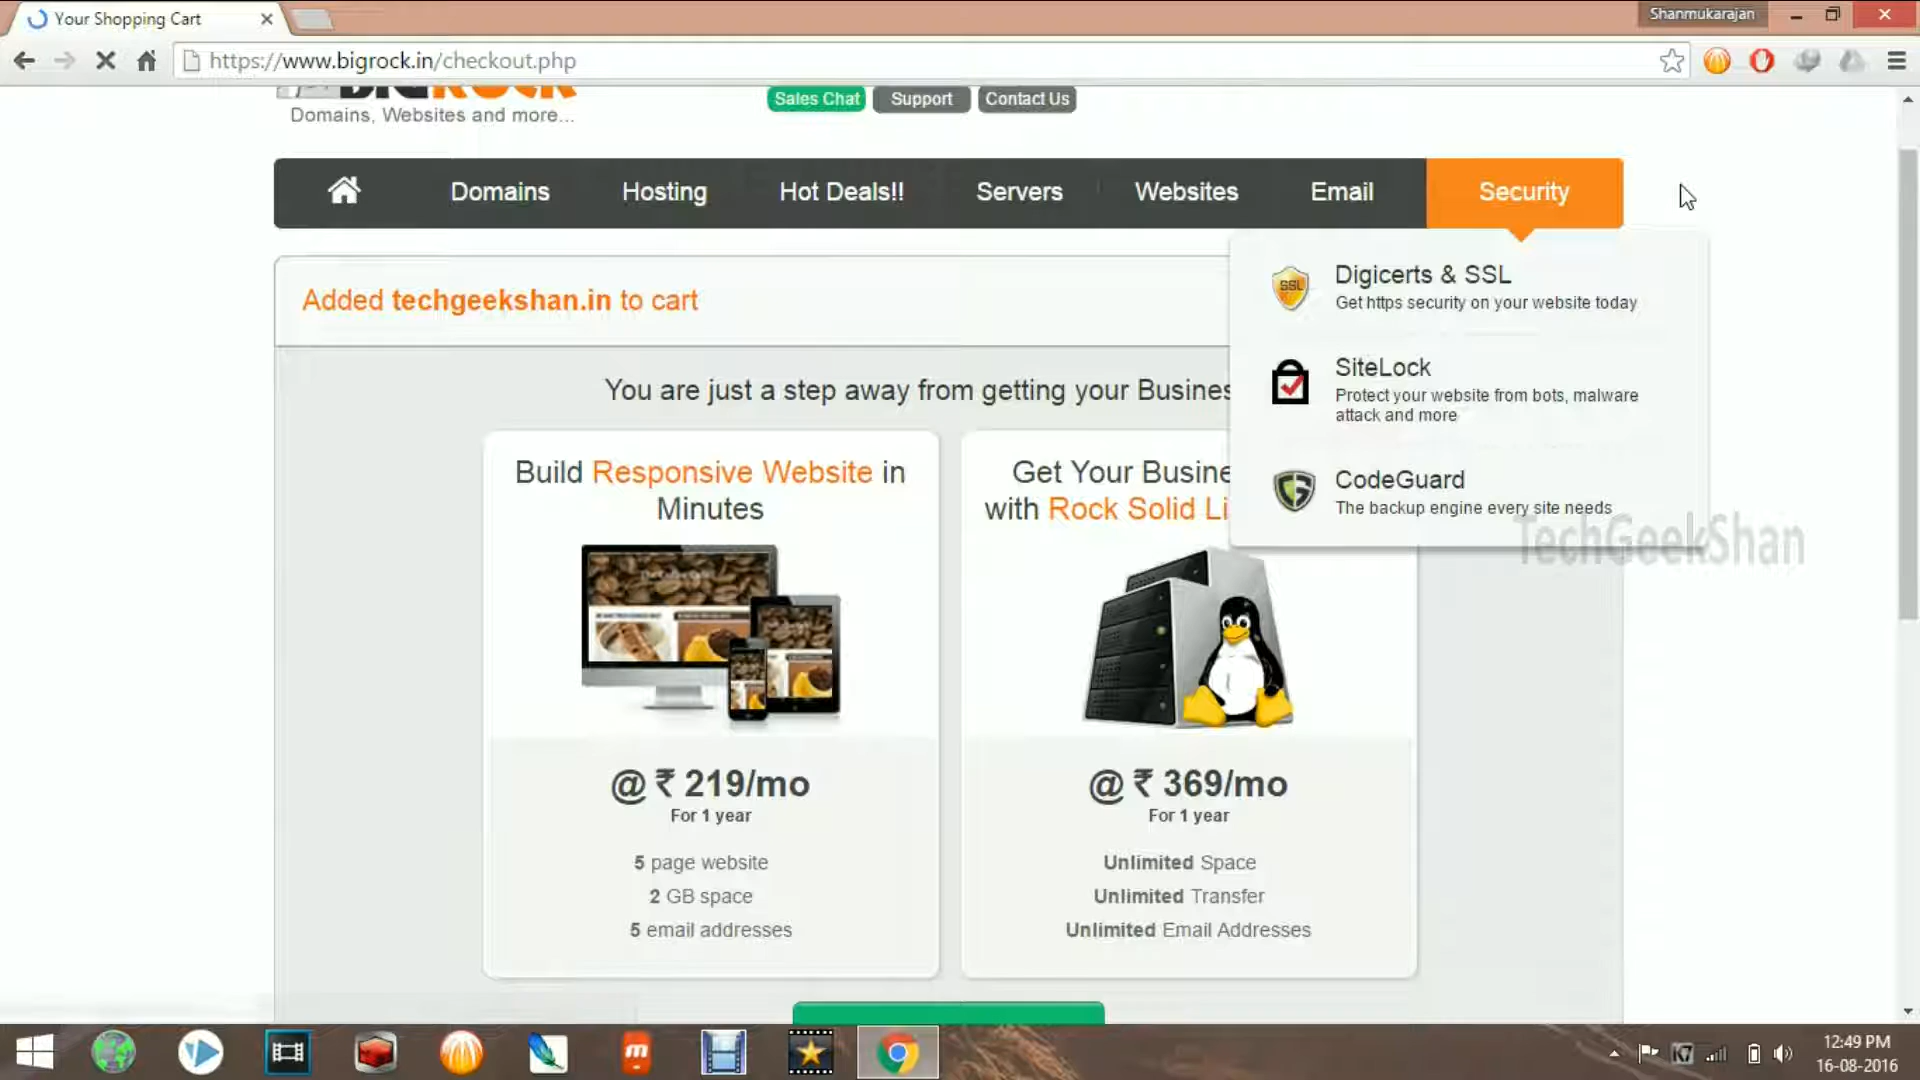 Your Shopping Cart
Shanmukarajan
https://www.bigrock.in/checkout.php
BIGROCK
Domains, Websites and more...
Sales Chat
Support
Contact Us
Domains
Hosting
Hot Deals!!
Servers
Websites
Email
Security
Added techgeekshan.in to cart
Digicerts & SSL
Get https security on your website today
SSL
SiteLock
Protect your website from bots, malware
attack and more
CodeGuard
The backup engine every site needs
TechGeekShan
You are just a step away from getting your Busines
Build Responsive Website in
Minutes
Get Your Busine
with Rock Solid Li
@ ₹ 219/mo
For 1 year
5 page website
2 GB space
5 email addresses
@ ₹ 369/mo
For 1 year
Unlimited Space
Unlimited Transfer
Unlimited Email Addresses
12:49 PM
16-08-2016